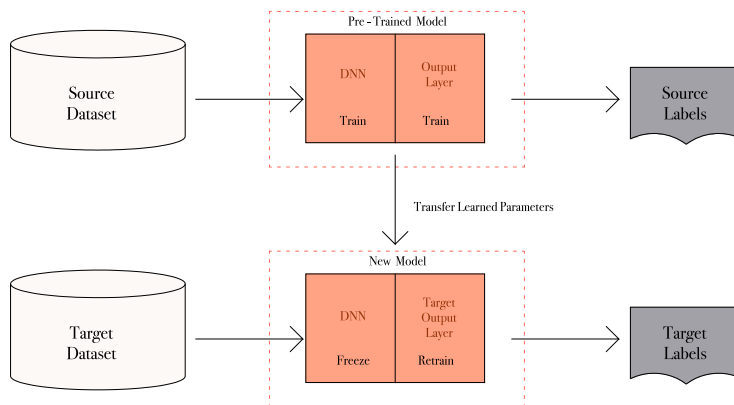 Pre - Trained Model
Source
Dataset
DNN
Train
Output
Layer
Train
Source
Labels
Transfer Learned Parameters
New Model
Target
Dataset
DNN
Freeze
Target
Output
Layer
Retrain
Target
Labels